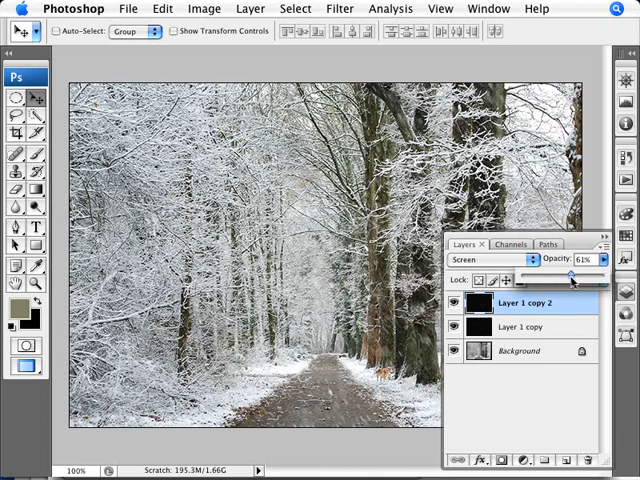 Photoshop File Edit Image Layer Select Filter Analysis View Window Help
Auto-Select: Group Show Transform Controls
Ps
Layers Channels Paths
Screen Opacity: 61%
Lock:
Layer 1 copy 2
Layer 1 copy
Background
100% Scratch: 195.3M/1.66G